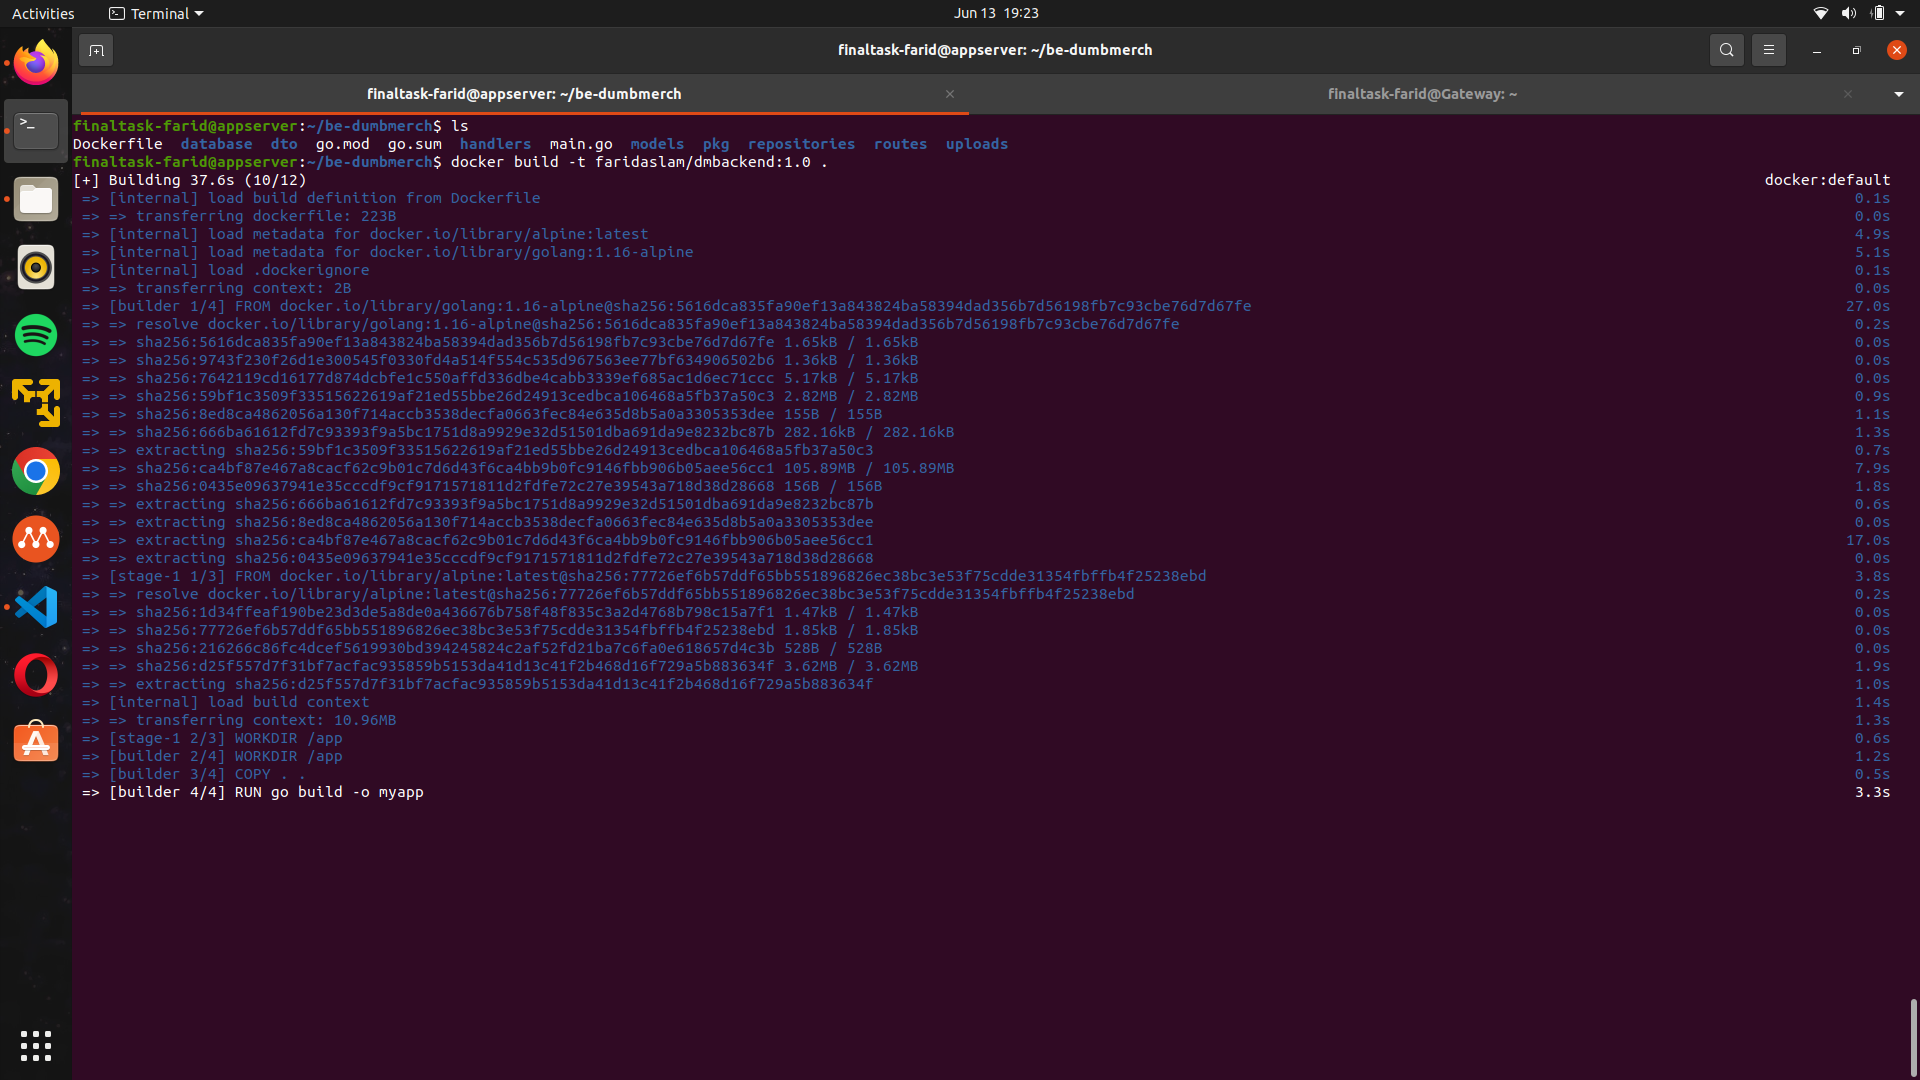 Activities
Terminal
Jun 13 19:23
finaltask-farid@appserver: ~/be-dumbmerch
finaltask-farid@appserver: ~/be-dumbmerch
finaltask-farid@Gateway: ~
finaltask-farid@appserver:~/be-dumbmerch$ ls
Dockerfile database dto go.mod go.sum handlers main.go models pkg repositories routes uploads
finaltask-farid@appserver:~/be-dumbmerch$ docker build -t faridaslam/dmbackend:1.0 .
[+] Building 37.6s (10/12) docker:default
=> [internal] load build definition from Dockerfile 0.1s
=> => transferring dockerfile: 223B 0.0s
=> [internal] load metadata for docker.io/library/alpine:latest 4.9s
=> [internal] load metadata for docker.io/library/golang:1.16-alpine 5.1s
=> [internal] load .dockerignore 0.1s
=> => transferring context: 2B 0.0s
=> [builder 1/4] FROM docker.io/library/golang:1.16-alpine@sha256:5616dca835fa90ef13a843824ba58394dad356b7d56198fb7c93cbe76d7d67fe 27.0s
=> => resolve docker.io/library/golang:1.16-alpine@sha256:5616dca835fa90ef13a843824ba58394dad356b7d56198fb7c93cbe76d7d67fe 0.2s
=> => sha256:5616dca835fa90ef13a843824ba58394dad356b7d56198fb7c93cbe76d7d67fe 1.65kB / 1.65kB 0.0s
=> => sha256:9743f230f26d1e300545f0330fd4a514f554c535d967563ee77bf634906502b6 1.36kB / 1.36kB 0.0s
=> => sha256:7642119cd16177d874dcbfe1c550affd336dbe4cabb3339ef685ac1d6ec71ccc 5.17kB / 5.17kB 0.0s
=> => sha256:59bf1c3509f33515622619af21ed55bbe26d24913cedbca106468a5fb37a50c3 2.82MB / 2.82MB 0.9s
=> => sha256:8ed8ca4862056a130f714accb3538decfa0663fec84e635d8b5a0a3305353dee 155B / 155B 1.1s
=> => sha256:666ba61612fd7c93393f9a5bc1751d8a9929e32d51501dba691da9e8232bc87b 282.16kB / 282.16kB 1.3s
=> => extracting sha256:59bf1c3509f33515622619af21ed55bbe26d24913cedbca106468a5fb37a50c3 0.7s
=> => sha256:ca4bf87e467a8cacf62c9b01c7d6d43f6ca4bb9b0fc9146fbb906b05aee56cc1 105.89MB / 105.89MB 7.9s
=> => sha256:0435e09637941e35cccdf9cf9171571811d2fdfe72c27e39543a718d38d28668 156B / 156B 1.8s
=> => extracting sha256:666ba61612fd7c93393f9a5bc1751d8a9929e32d51501dba691da9e8232bc87b 0.6s
=> => extracting sha256:8ed8ca4862056a130f714accb3538decfa0663fec84e635d8b5a0a3305353dee 0.0s
=> => extracting sha256:ca4bf87e467a8cacf62c9b01c7d6d43f6ca4bb9b0fc9146fbb906b05aee56cc1 17.0s
=> => extracting sha256:0435e09637941e35cccdf9cf9171571811d2fdfe72c27e39543a718d38d28668 0.0s
=> [stage-1 1/3] FROM docker.io/library/alpine:latest@sha256:77726ef6b57ddf65bb551896826ec38bc3e53f75cdde31354fbffb4f25238ebd 3.8s
=> => resolve docker.io/library/alpine:latest@sha256:77726ef6b57ddf65bb551896826ec38bc3e53f75cdde31354fbffb4f25238ebd 0.2s
=> => sha256:1d34ffeaf190be23d3de5a8de0a436676b758f48f835c3a2d4768b798c15a7f1 1.47kB / 1.47kB 0.0s
=> => sha256:77726ef6b57ddf65bb551896826ec38bc3e53f75cdde31354fbffb4f25238ebd 1.85kB / 1.85kB 0.0s
=> => sha256:216266c86fc4dcef5619930bd394245824c2af52fd21ba7c6fa0e618657d4c3b 528B / 528B 0.0s
=> => sha256:d25f557d7f31bf7acfac935859b5153da41d13c41f2b468d16f729a5b883634f 3.62MB / 3.62MB 1.9s
=> => extracting sha256:d25f557d7f31bf7acfac935859b5153da41d13c41f2b468d16f729a5b883634f 1.0s
=> [internal] load build context 1.4s
=> => transferring context: 10.96MB 1.3s
=> [stage-1 2/3] WORKDIR /app 0.6s
=> [builder 2/4] WORKDIR /app 1.2s
=> [builder 3/4] COPY . . 0.5s
=> [builder 4/4] RUN go build -o myapp 3.3s